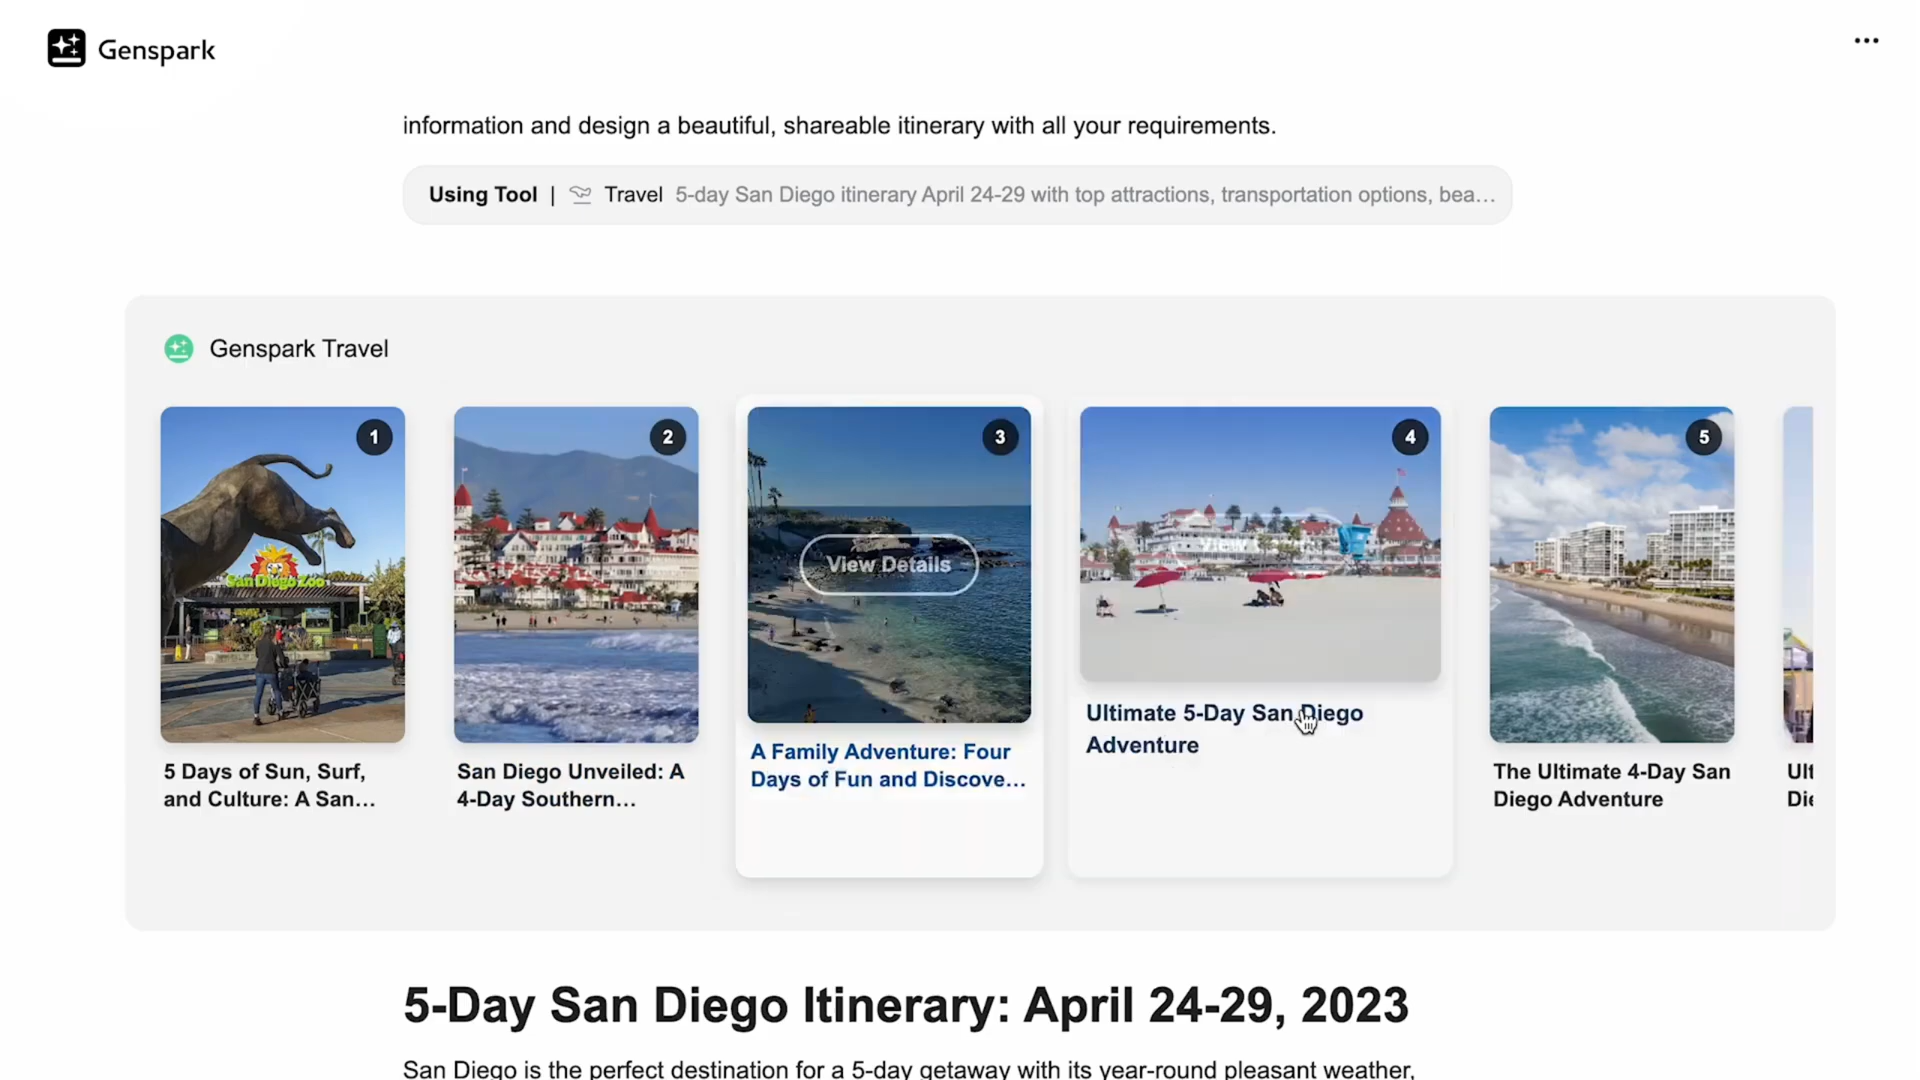 Genspark
information and design a beautiful, shareable itinerary with all your requirements.
Using Tool | Travel 5-day San Diego itinerary April 24-29 with top attractions, transportation options, bea...
Genspark Travel
1
San Diego Zoo
5 Days of Sun, Surf,
and Culture: A San...
2
San Diego Unveiled: A
4-Day Southern...
3
View Details
A Family Adventure: Four
Days of Fun and Discove...
4
Ultimate 5-Day San Diego
Adventure
5
The Ultimate 4-Day San
Diego Adventure
Ult
Die
5-Day San Diego Itinerary: April 24-29, 2023
San Diego is the perfect destination for a 5-day getaway with its year-round pleasant weather,